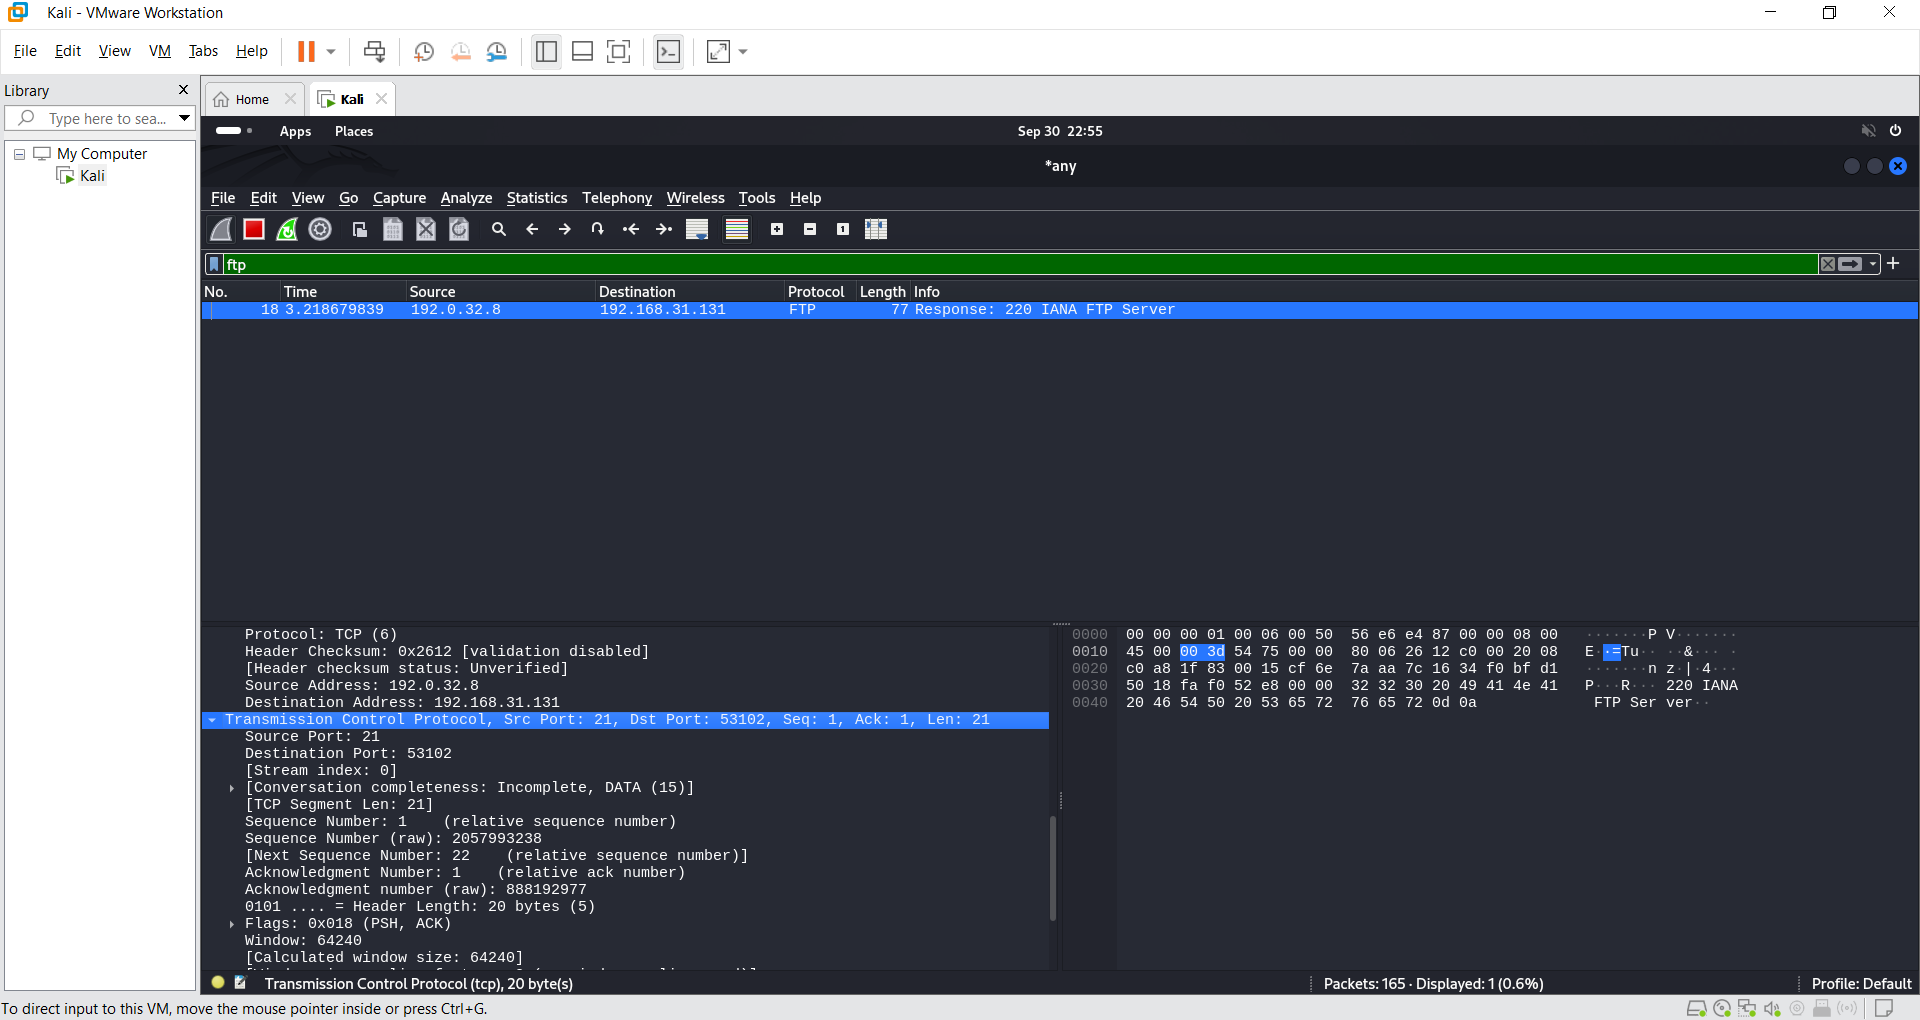 Kali - VMware Workstation
File Edit View VM Tabs Help
Library
Type here to sea...
My Computer
Kali
Home
Kali
Apps Places
Sep 30 22:55
*any
File Edit View Go Capture Analyze Statistics Telephony Wireless Tools Help
ftp
No. Time Source Destination Protocol Length Info
18 3.218679839 192.0.32.8 192.168.31.131 FTP 77 Response: 220 IANA FTP Server
Protocol: TCP (6)
Header Checksum: 0x2612 [validation disabled]
[Header checksum status: Unverified]
Source Address: 192.0.32.8
Destination Address: 192.168.31.131
Transmission Control Protocol, Src Port: 21, Dst Port: 53102, Seq: 1, Ack: 1, Len: 21
Source Port: 21
Destination Port: 53102
[Stream index: 0]
[Conversation completeness: Incomplete, DATA (15)]
[TCP Segment Len: 21]
Sequence Number: 1 (relative sequence number)
Sequence Number (raw): 2057993238
[Next Sequence Number: 22 (relative sequence number)]
Acknowledgment Number: 1 (relative ack number)
Acknowledgment number (raw): 888192977
0101 .... = Header Length: 20 bytes (5)
Flags: 0x018 (PSH, ACK)
Window: 64240
[Calculated window size: 64240]
0000 00 00 00 01 00 06 00 50 56 e6 e4 87 00 00 08 00 ·······P V·······
0010 45 00 00 3d 54 75 00 00 80 06 26 12 c0 00 20 08 E··=Tu·· ··&··· ·
0020 c0 a8 1f 83 00 15 cf 6e 7a aa 7c 16 34 f0 bf d1 ·······n z·|·4···
0030 50 18 fa f0 52 e8 00 00 32 32 30 20 49 41 4e 41 P···R··· 220 IANA
0040 20 46 54 50 20 53 65 72 76 65 72 0d 0a FTP Ser ver··
Transmission Control Protocol (tcp), 20 byte(s)
Packets: 165 · Displayed: 1 (0.6%)
Profile: Default
To direct input to this VM, move the mouse pointer inside or press Ctrl+G.